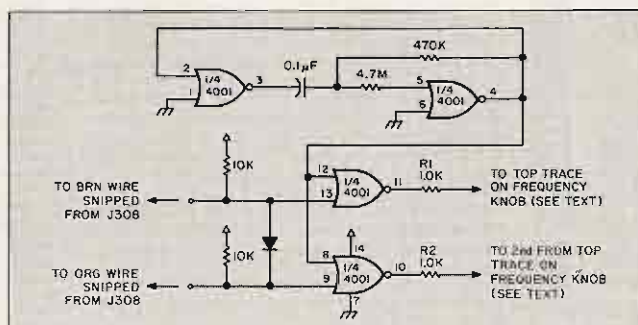 470K
0.1µF
4.7M
2
1
1/4
4001
3
5
6
1/4
4001
4
10K
TO BRN WIRE
SNIPPED
FROM J308
12
13
1/4
4001
11
R1
1.0K
TO TOP TRACE
ON FREQUENCY
KNOB (SEE TEXT)
10K
TO ORG WIRE
SNIPPED
FROM J308
8
9
14
1/4
4001
7
10
R2
1.0K
TO 2nd FROM TOP
TRACE ON
FREQUENCY KNOB
(SEE TEXT)